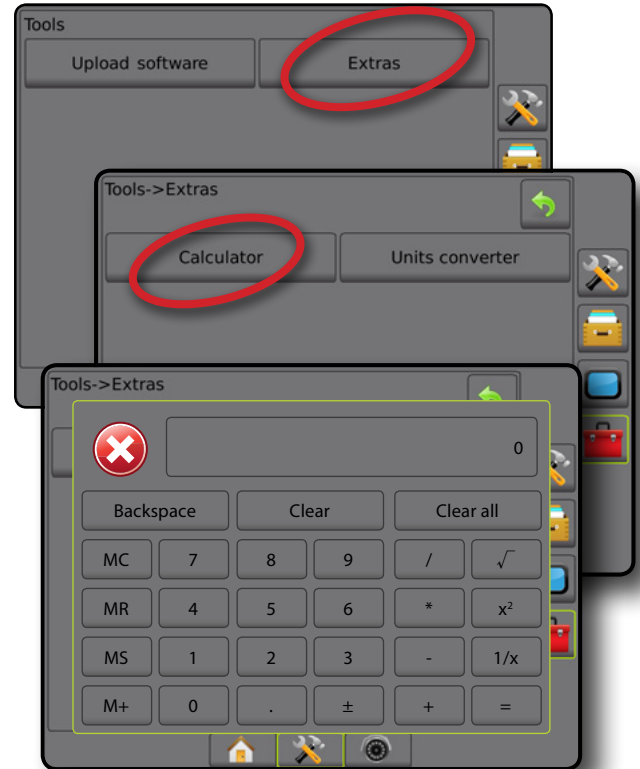 Tools
Upload software Extras
Tools->Extras
Calculator Units converter
Tools->Extras
0
Backspace Clear Clear all
MC 7 8 9 / √
MR 4 5 6 * x²
MS 1 2 3 - 1/x
M+ 0 . ± + =